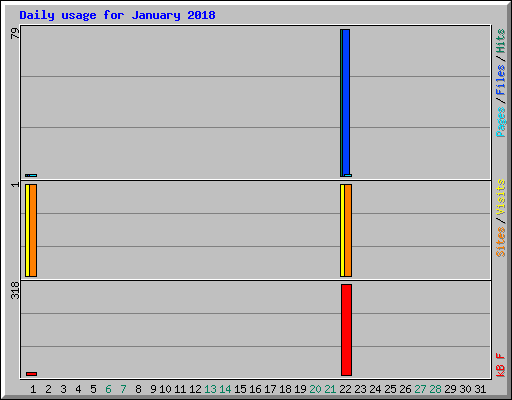 Daily usage for January 2018
79
1
318
Pages / Files / Hits
Sites / Visits
kB F
1 2 3 4 5 6 7 8 9 10 11 12 13 14 15 16 17 18 19 20 21 22 23 24 25 26 27 28 29 30 31